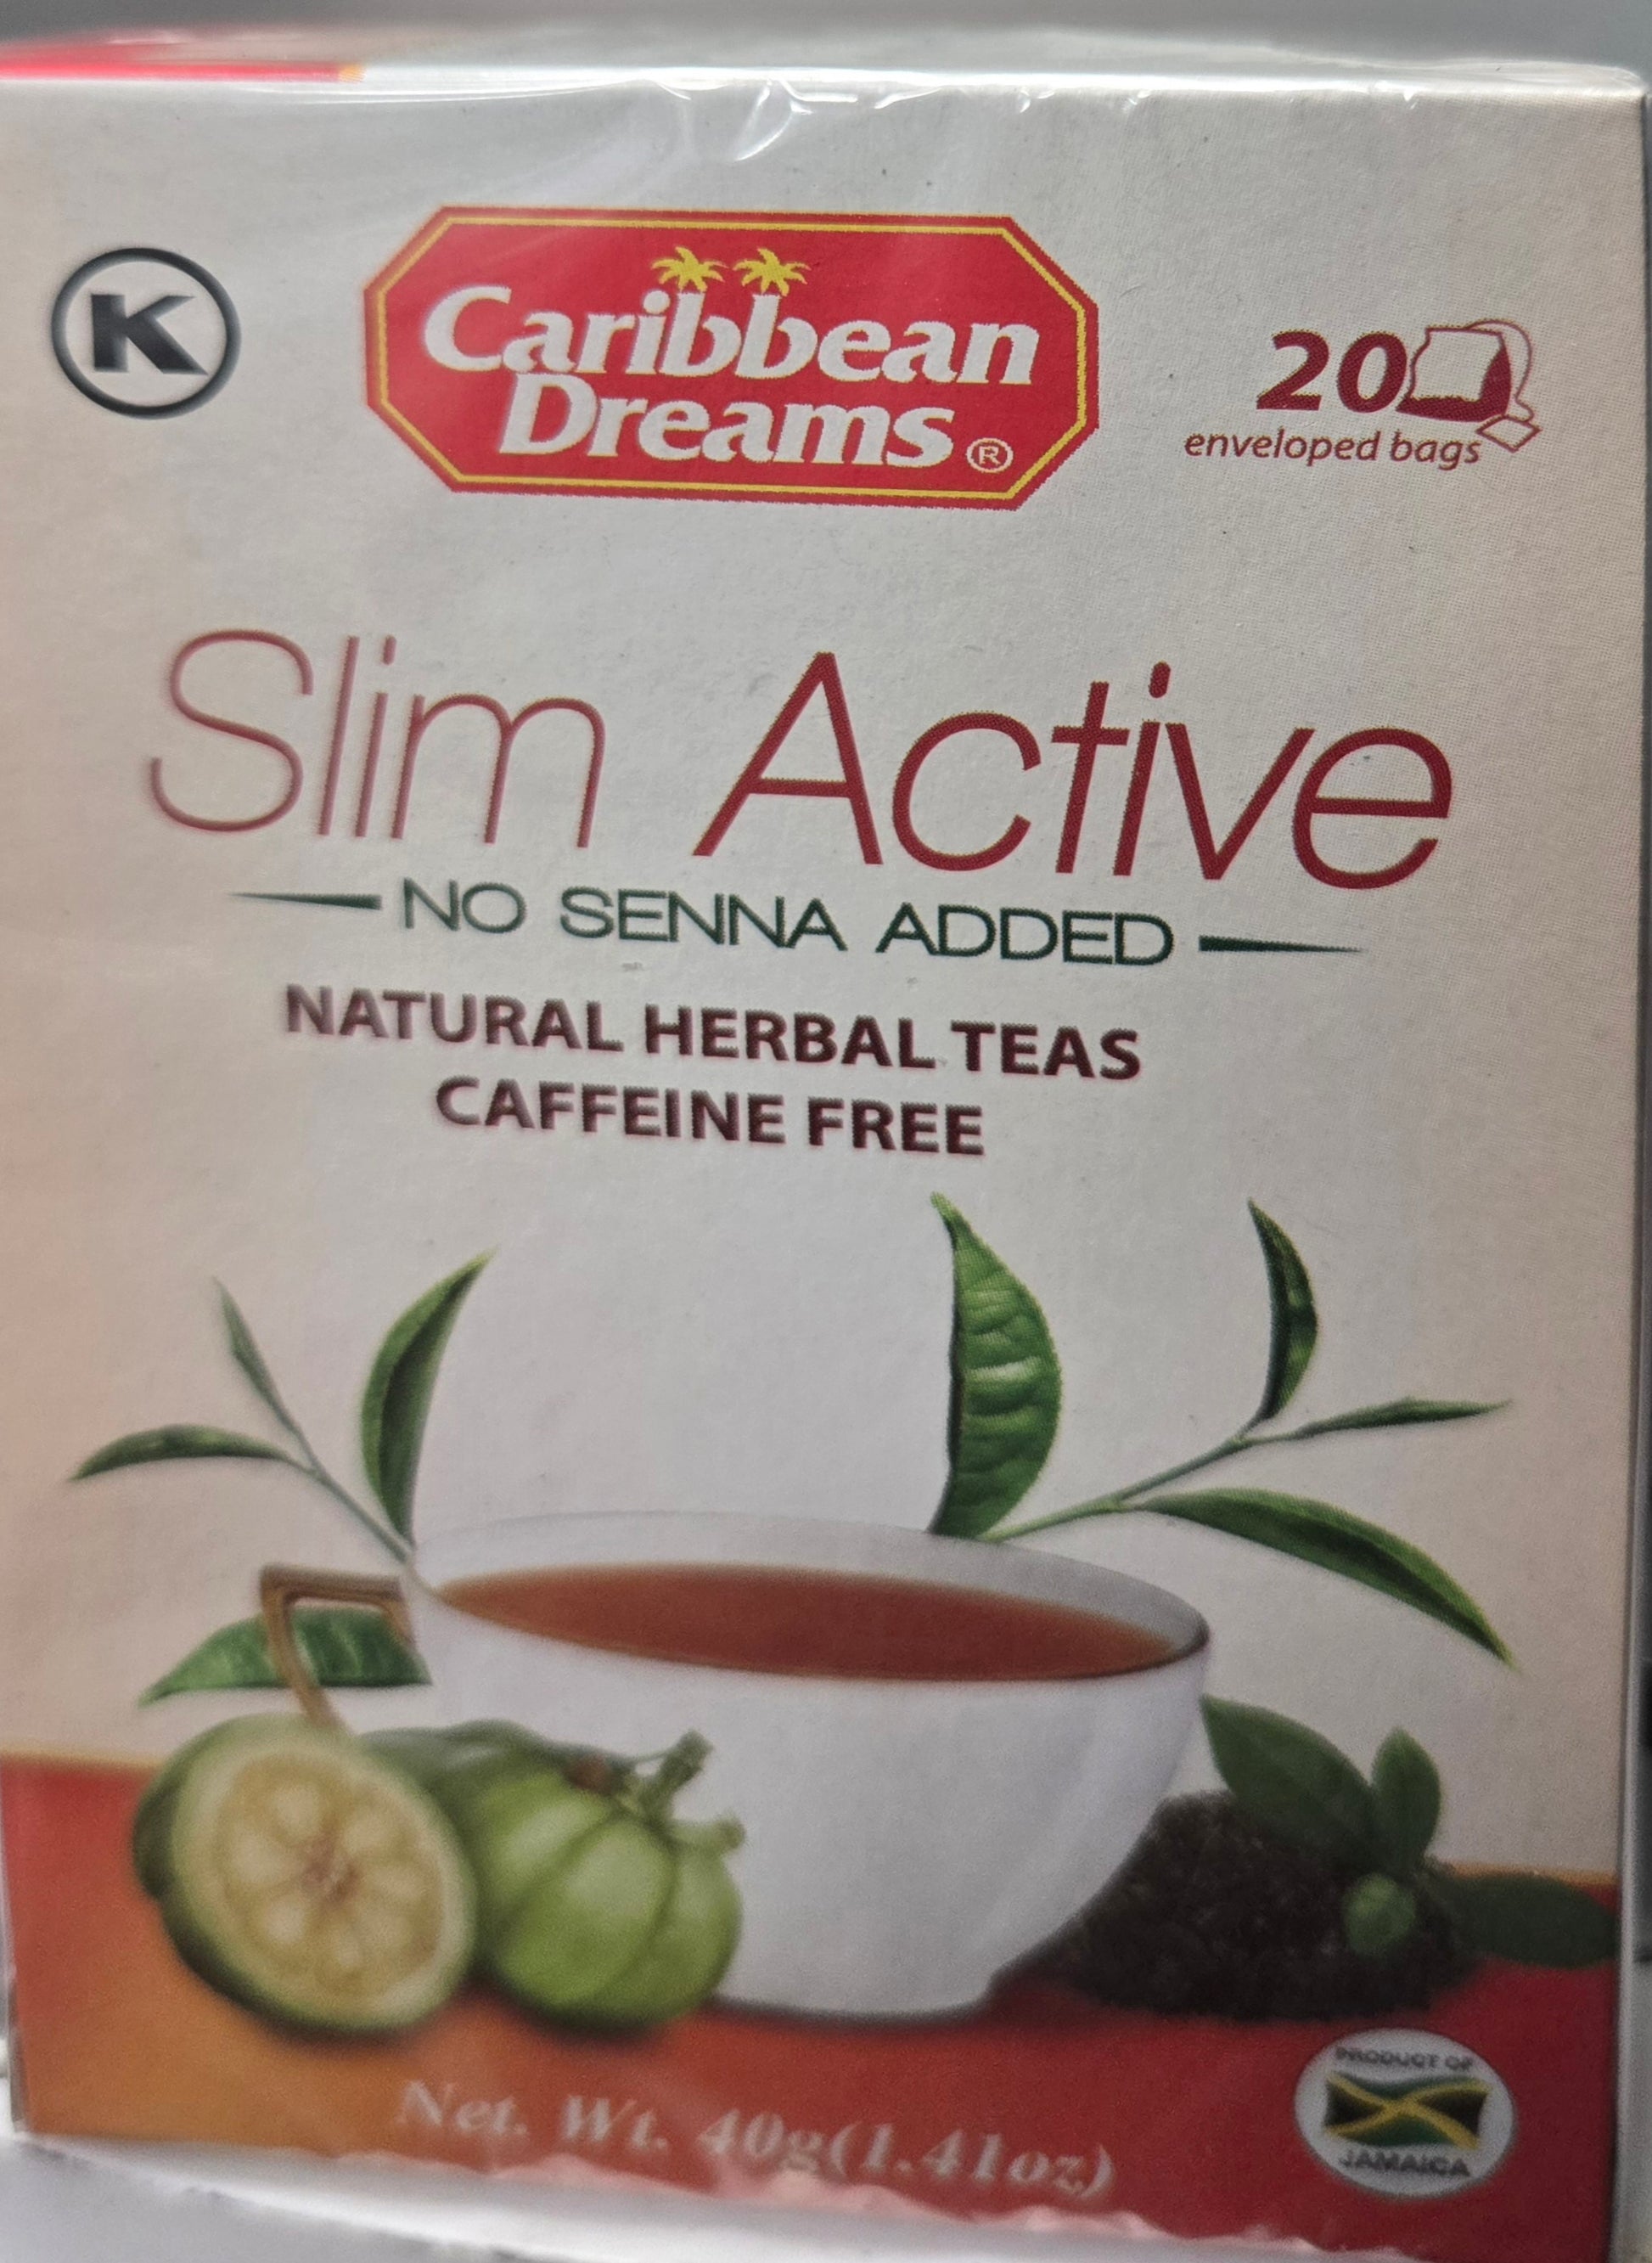 K
Caribbean
Dreams®
20
enveloped bags
Slim Active
NO SENNA ADDED
NATURAL HERBAL TEAS
CAFFEINE FREE
Net. Wt. 40g(1.41oz)
PRODUCT OF
JAMAICA